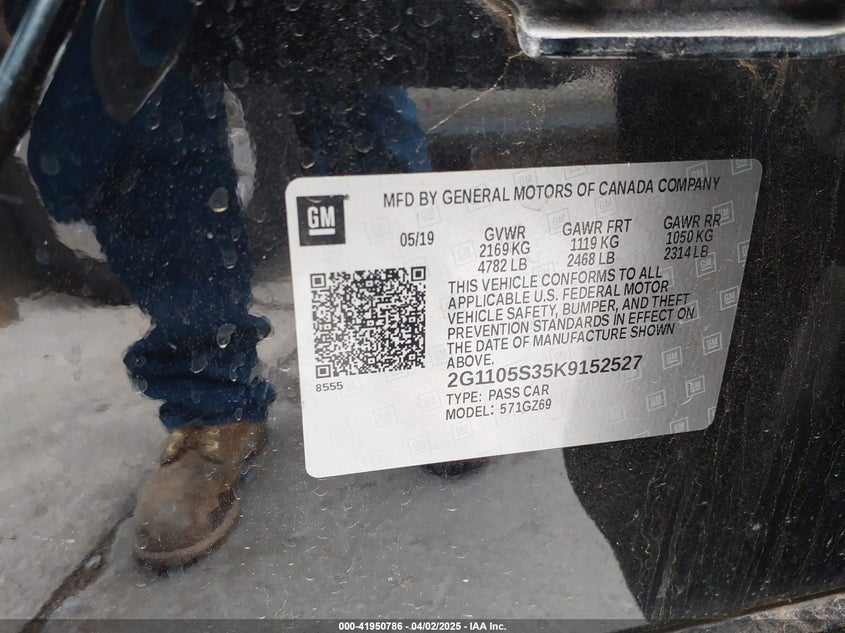 GM
MFD BY GENERAL MOTORS OF CANADA COMPANY
05/19
GVWR GAWR FRT GAWR RR
2169 KG 1119 KG 1050 KG
4782 LB 2468 LB 2314 LB
THIS VEHICLE CONFORMS TO ALL
APPLICABLE U.S. FEDERAL MOTOR
VEHICLE SAFETY, BUMPER, AND THEFT
PREVENTION STANDARDS IN EFFECT ON
THE DATE OF MANUFACTURE SHOWN
ABOVE.
8555
2G1105S35K9152527
TYPE: PASS CAR
MODEL: 571GZ69
000-41950786 - 04/02/2025 - IAA Inc.